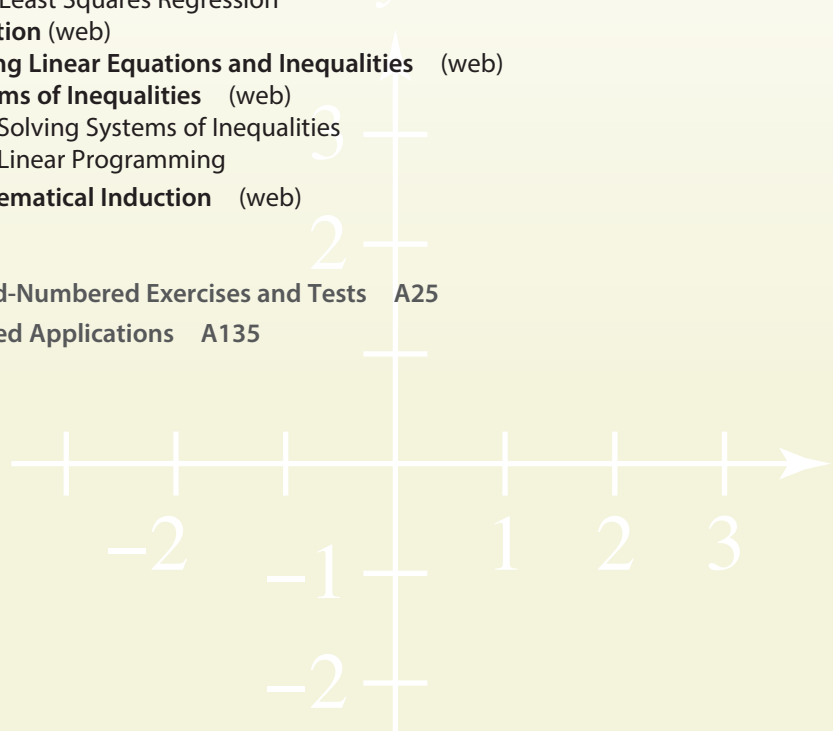 Least Squares Regression
tion (web)
ng Linear Equations and Inequalities (web)
ms of Inequalities (web)
Solving Systems of Inequalities
3
Linear Programming
ematical Induction (web)
2
d-Numbered Exercises and Tests A25
ed Applications A135
−2 1 2 3
−1
−2